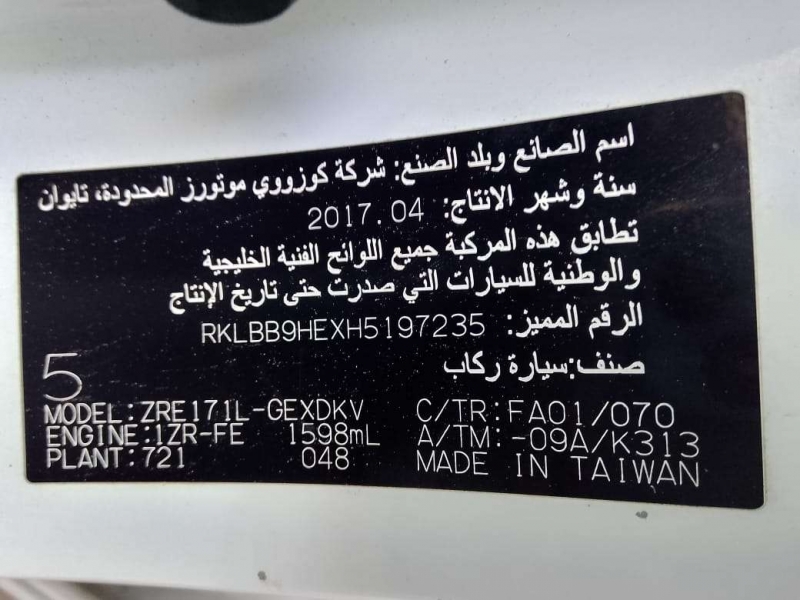 اسم الصانع وبلد الصنع: شركة كوزووي موتورز المحدودة، تايوان
سنة وشهر الانتاج: 2017.04
تطابق هذه المركبة جميع اللوائح الفنية الخليجية
والوطنية للسيارات التي صدرت حتى تاريخ الإنتاج
الرقم المميز: RKLBB9HEXH5197235
صنف:سيارة ركاب
5
MODEL:ZRE171L-GEXDKV C/TR:FA01/070
ENGINE:1ZR-FE 1598mL A/TM:-09A/K313
PLANT:721 048 MADE IN TAIWAN